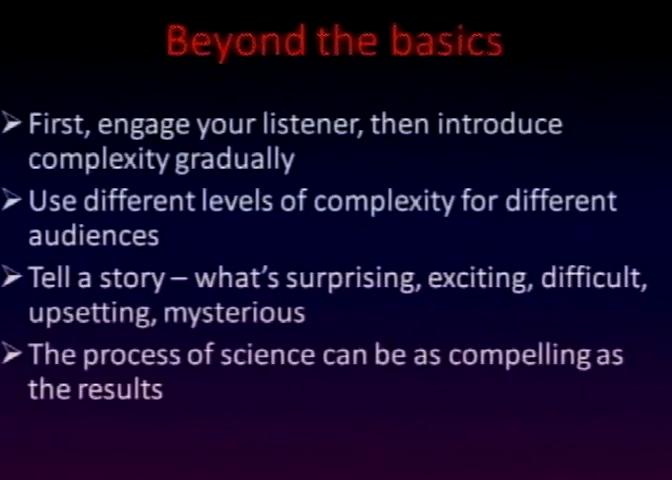 Beyond the basics
➢ First, engage your listener, then introduce
complexity gradually
➢ Use different levels of complexity for different
audiences
➢ Tell a story – what's surprising, exciting, difficult,
upsetting, mysterious
➢ The process of science can be as compelling as
the results